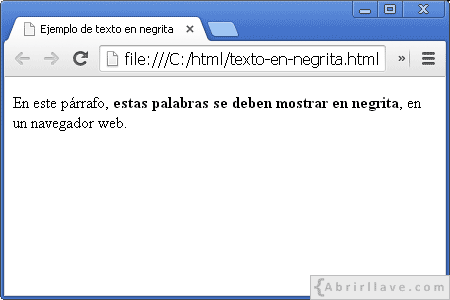 Ejemplo de texto en negrita
file:///C:/html/texto-en-negrita.html
En este párrafo, estas palabras se deben mostrar en negrita, en
un navegador web.
{Abrirllave.com